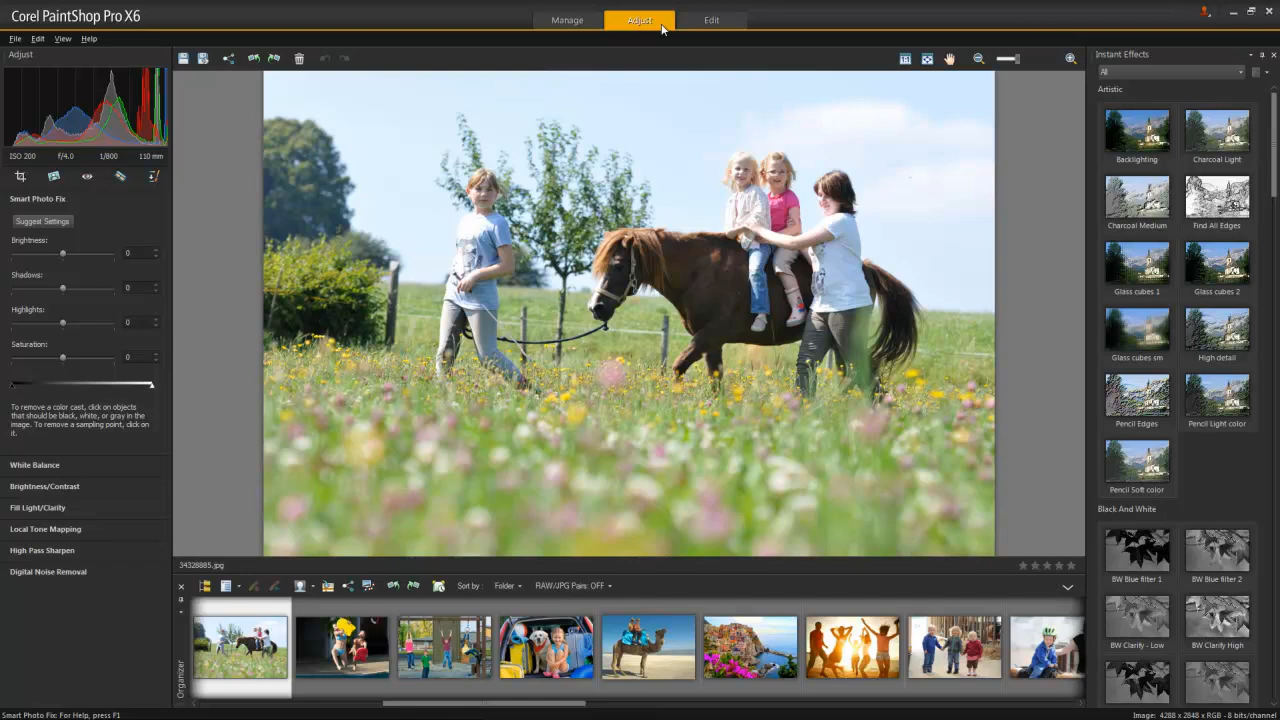 Corel PaintShop Pro X6
Manage
Adjust
Edit
File
Edit
View
Help
Adjust
ISO 200
f/4.0
1/800
110 mm
Smart Photo Fix
Suggest Settings
Brightness:
0
Shadows:
0
Highlights:
0
Saturation:
0
To remove a color cast, click on objects
that should be black, white, or gray in the
image. To remove a sampling point, click on
it.
White Balance
Brightness/Contrast
Fill Light/Clarity
Local Tone Mapping
High Pass Sharpen
Digital Noise Removal
34328885.jpg
Sort by :
Folder
RAW/JPG Pairs: OFF
Organizer
Instant Effects
All
Artistic
Backlighting
Charcoal Light
Charcoal Medium
Find All Edges
Glass cubes 1
Glass cubes 2
Glass cubes sm
High detail
Pencil Edges
Pencil Light color
Pencil Soft color
Black And White
BW Blue filter 1
BW Blue filter 2
BW Clarify - Low
BW Clarify High
Smart Photo Fix: For Help, press F1
Image: 4288 x 2848 x RGB - 8 bits/channel